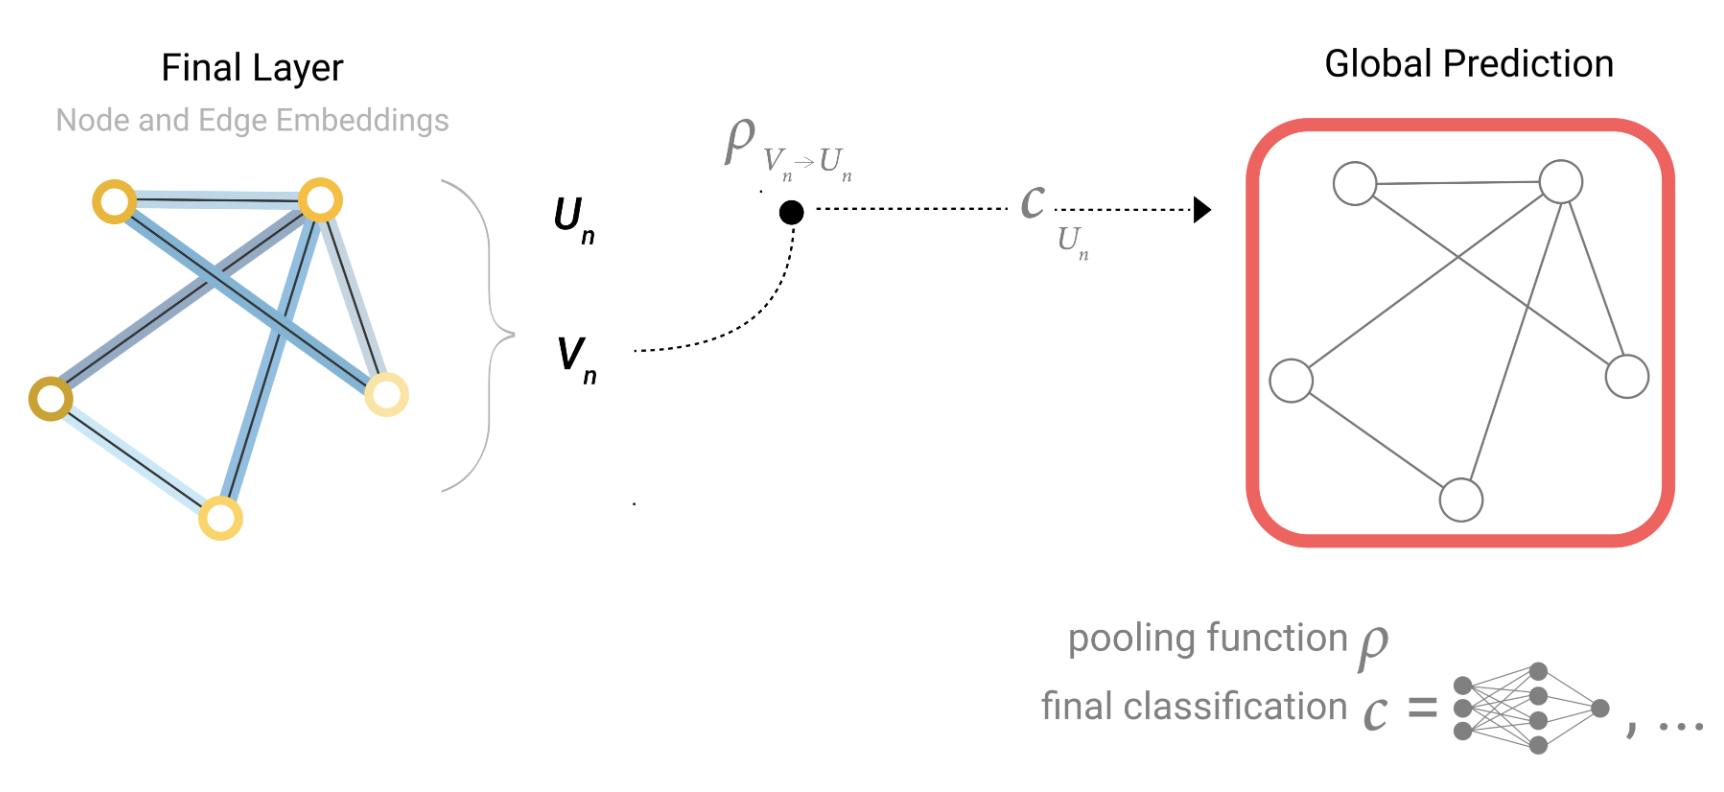 Final Layer
Node and Edge Embeddings
Global Prediction
ρ Vn→Un
Un
c Un
Vn
pooling function ρ
final classification c = , ...